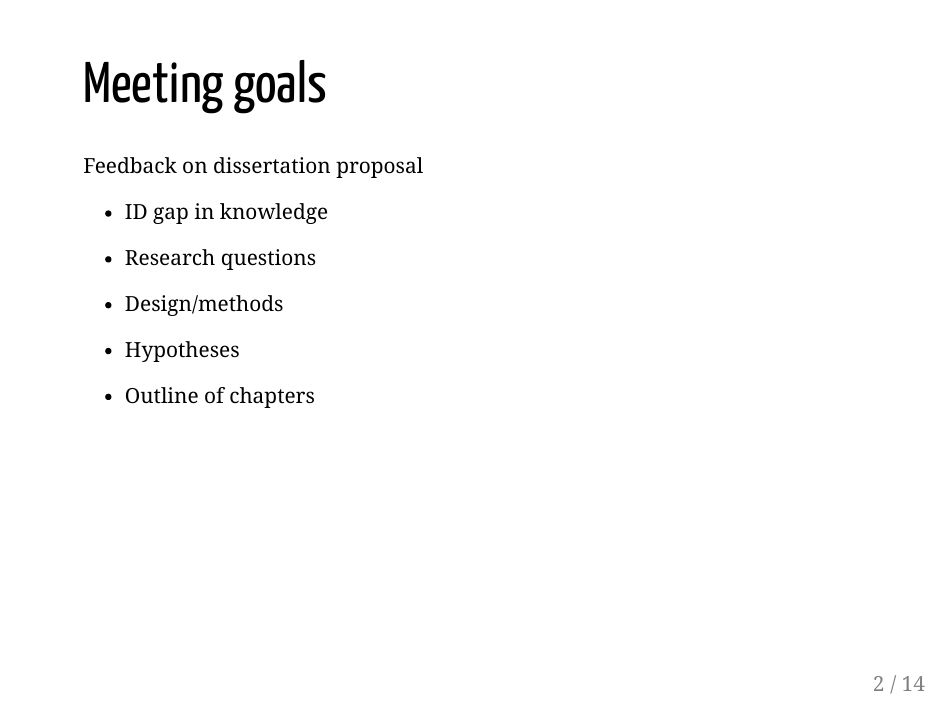 Meeting goals
Feedback on dissertation proposal
• ID gap in knowledge
• Research questions
• Design/methods
• Hypotheses
• Outline of chapters
2 / 14